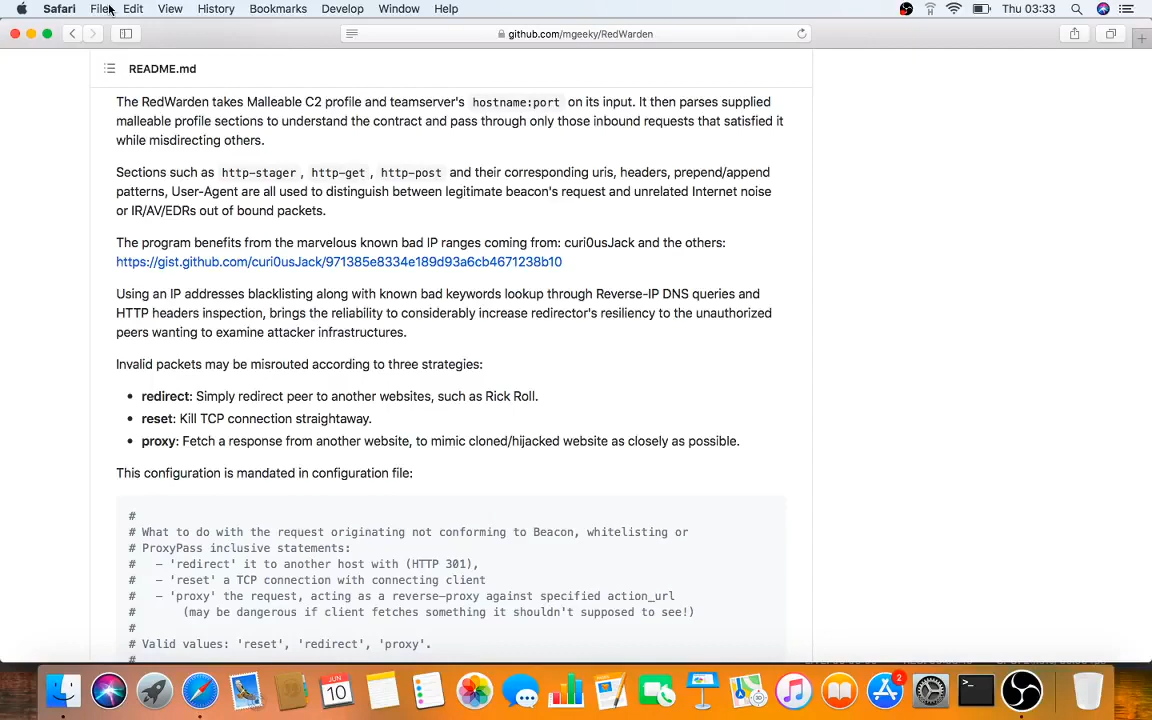 Safari File Edit View History Bookmarks Develop Window Help Thu 03:33
github.com/mgeeky/RedWarden
README.md
The RedWarden takes Malleable C2 profile and teamserver's hostname:port on its input. It then parses supplied
malleable profile sections to understand the contract and pass through only those inbound requests that satisfied it
while misdirecting others.
Sections such as http-stager , http-get , http-post and their corresponding uris, headers, prepend/append
patterns, User-Agent are all used to distinguish between legitimate beacon's request and unrelated Internet noise
or IR/AV/EDRs out of bound packets.
The program benefits from the marvelous known bad IP ranges coming from: curi0usJack and the others:
https://gist.github.com/curi0usJack/971385e8334e189d93a6cb4671238b10
Using an IP addresses blacklisting along with known bad keywords lookup through Reverse-IP DNS queries and
HTTP headers inspection, brings the reliability to considerably increase redirector's resiliency to the unauthorized
peers wanting to examine attacker infrastructures.
Invalid packets may be misrouted according to three strategies:
• redirect: Simply redirect peer to another websites, such as Rick Roll.
• reset: Kill TCP connection straightaway.
• proxy: Fetch a response from another website, to mimic cloned/hijacked website as closely as possible.
This configuration is mandated in configuration file:
#
# What to do with the request originating not conforming to Beacon, whitelisting or
# ProxyPass inclusive statements:
# - 'redirect' it to another host with (HTTP 301),
# - 'reset' a TCP connection with connecting client
# - 'proxy' the request, acting as a reverse-proxy against specified action_url
# (may be dangerous if client fetches something it shouldn't supposed to see!)
#
# Valid values: 'reset', 'redirect', 'proxy'.
#
JUN
10
2